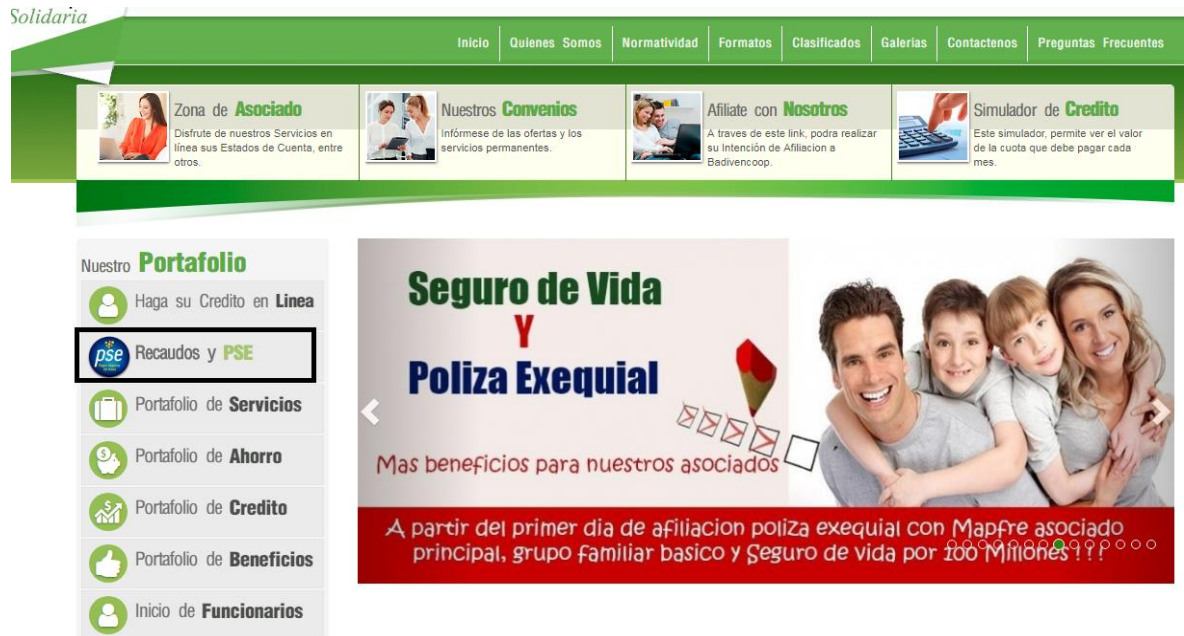 Solidaria
Inicio
Quienes Somos
Normatividad
Formatos
Clasificados
Galerias
Contactenos
Preguntas Frecuentes
Zona de Asociado
Disfrute de nuestros Servicios en
línea sus Estados de Cuenta, entre
otros.
Nuestros Convenios
Infórmese de las ofertas y los
servicios permanentes.
Afiliate con Nosotros
A traves de este link, podra realizar
su Intención de Afiliacion a
Badivencoop.
Simulador de Credito
Este simulador, permite ver el valor
de la cuota que debe pagar cada
mes.
Nuestro Portafolio
Haga su Credito en Linea
pse
Recaudos y PSE
Portafolio de Servicios
Portafolio de Ahorro
Portafolio de Credito
Portafolio de Beneficios
Inicio de Funcionarios
Seguro de Vida
Y
Poliza Exequial
Mas beneficios para nuestros asociados
A partir del primer dia de afiliacion poliza exequial con Mapfre asociado
principal, grupo familiar basico y Seguro de vida por 100 Millones !!!